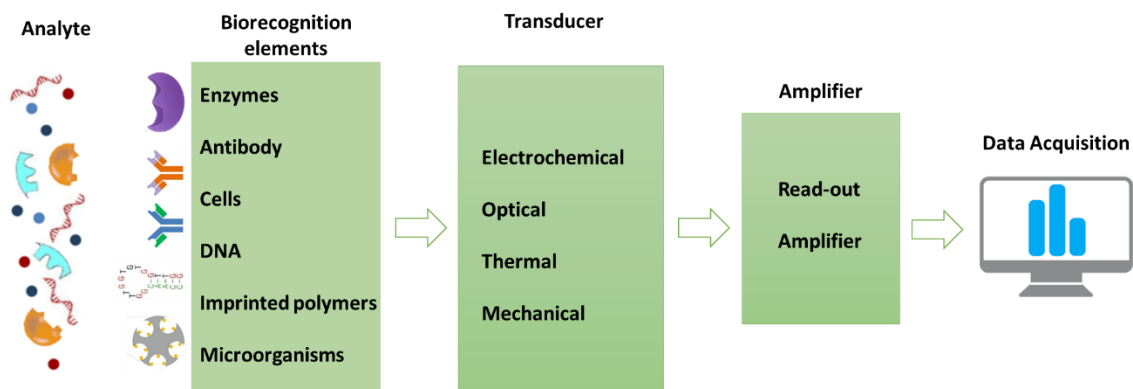 Analyte
Biorecognition
elements
Enzymes
Antibody
Cells
DNA
Imprinted polymers
Microorganisms
Transducer
Electrochemical
Optical
Thermal
Mechanical
Amplifier
Read-out
Amplifier
Data Acquisition